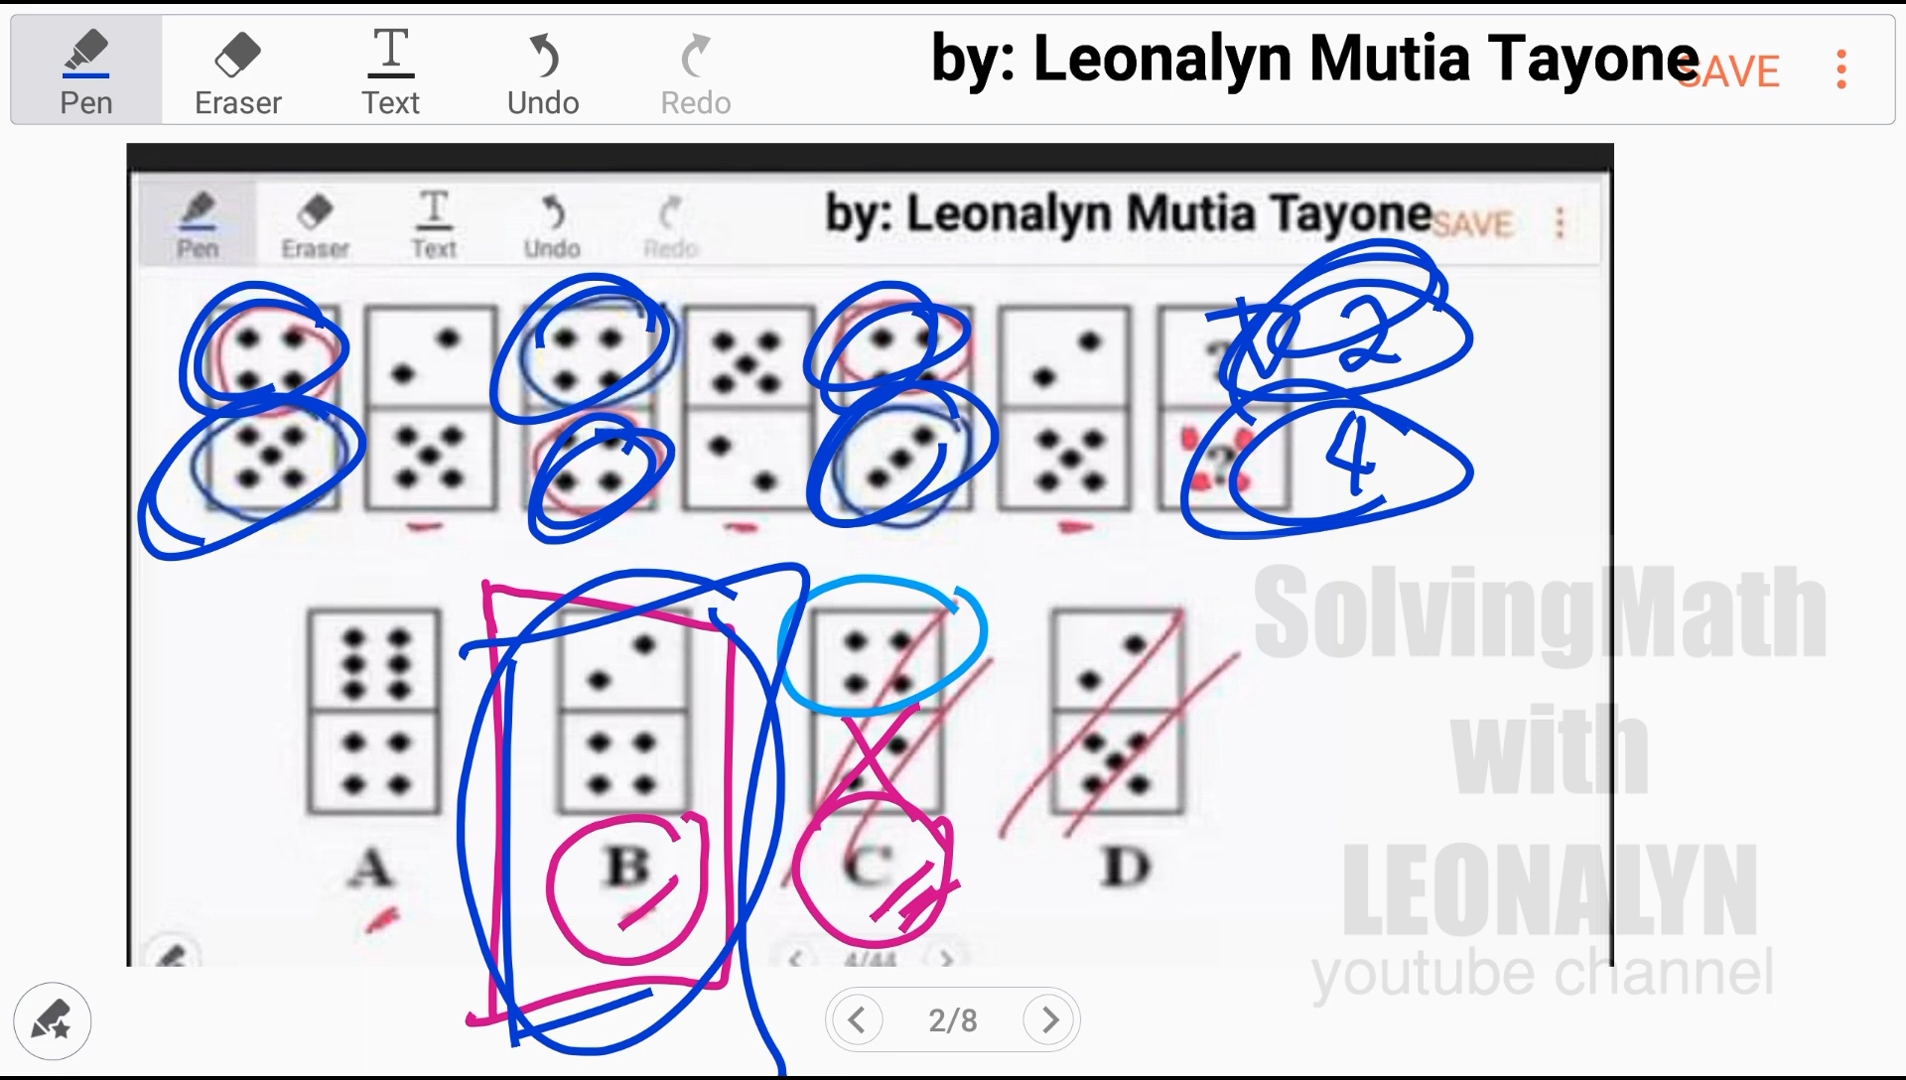 by: Leonalyn Mutia Tayone
SAVE
Pen Eraser Text Undo Redo
by: Leonalyn Mutia Tayone
SAVE
Pen Eraser Text Undo Redo
? 2
? 4
SolvingMath
with
LEONALYN
youtube channel
A B C D
4/44
2/8